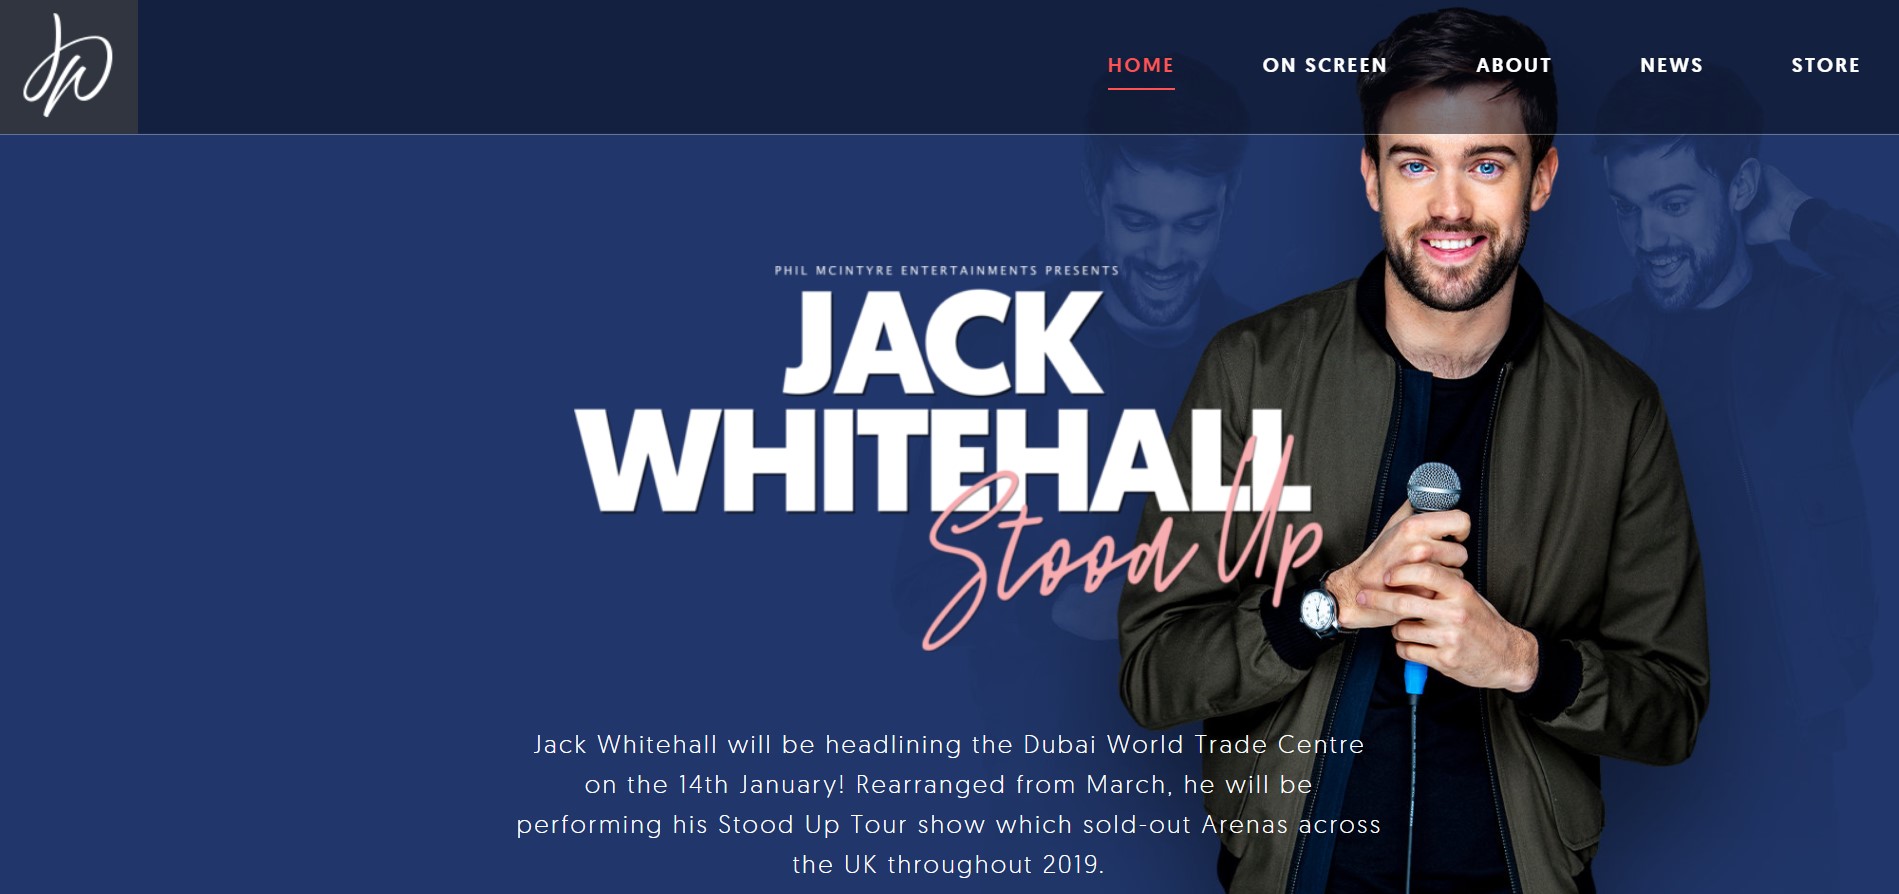 JW
HOME ON SCREEN ABOUT NEWS STORE
PHIL MCINTYRE ENTERTAINMENTS PRESENTS
JACK
WHITEHALL
Stood Up
Jack Whitehall will be headlining the Dubai World Trade Centre
on the 14th January! Rearranged from March, he will be
performing his Stood Up Tour show which sold-out Arenas across
the UK throughout 2019.